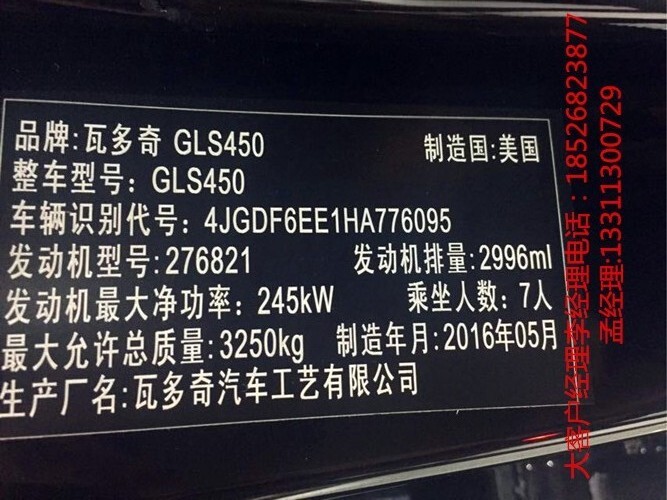 品牌:瓦多奇 GLS450 制造国:美国
整车型号: GLS450
车辆识别代号: 4JGDF6EE1HA776095
发动机型号:276821 发动机排量:2996ml
发动机最大净功率: 245kW 乘坐人数: 7人
最大允许总质量:3250kg 制造年月:2016年05月
生产厂名:瓦多奇汽车工艺有限公司
大客户经理李经理电话:18526823877
孟经理:13311300729